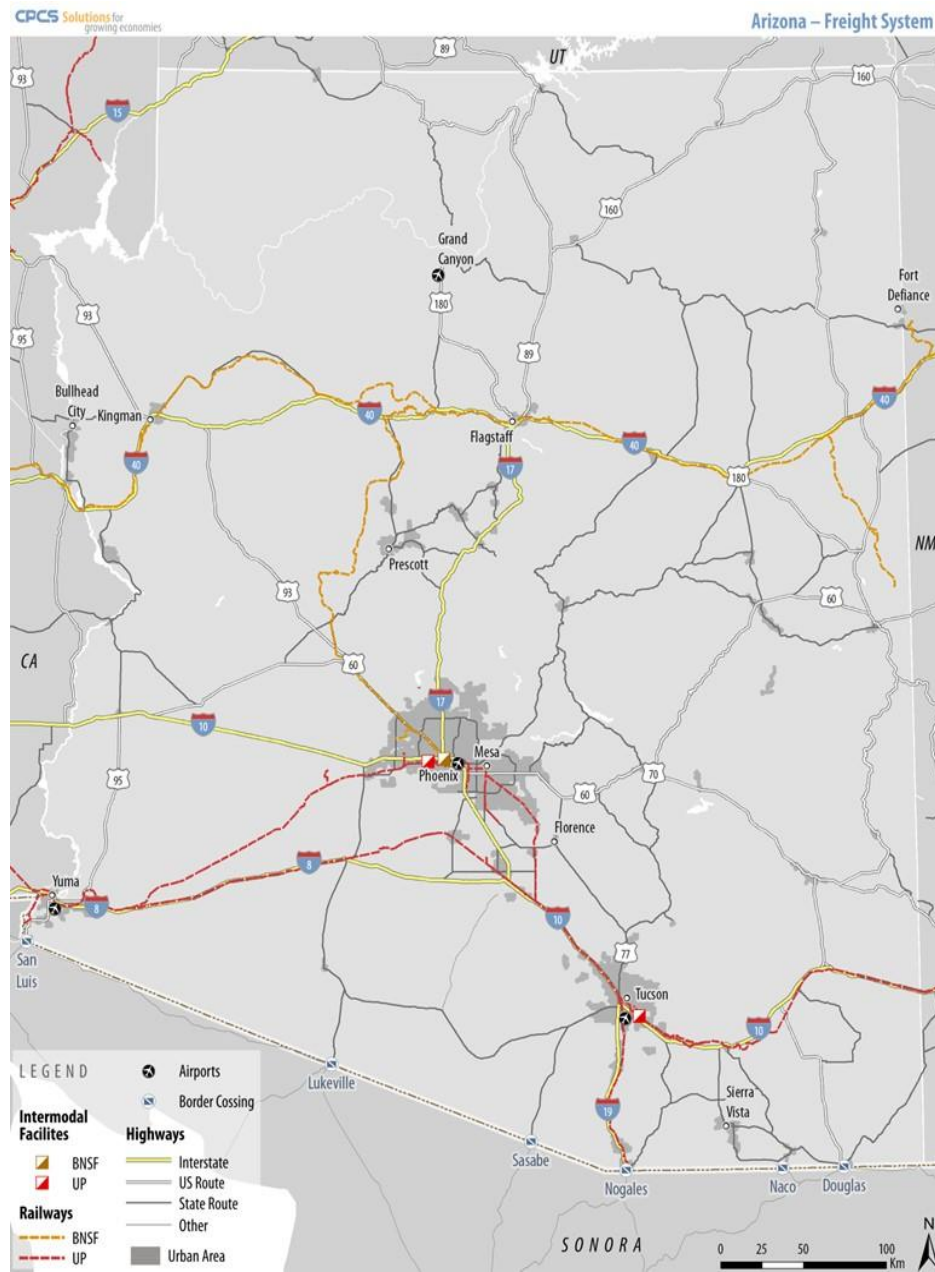 CPCS Solutions for
growing economies
Arizona – Freight System
UT
89
93
160
160
15
160
Grand
Canyon
180
Fort
Defiance
93
95
89
Bullhead
City
Kingman
40
40
40
Flagstaff
40
17
180
Prescott
NM
93
60
60
CA
17
10
Mesa
Phoenix
95
70
60
Florence
8
Yuma
8
10
San
Luis
77
Tucson
10
Lukeville
Sierra
Vista
19
Sasabe
Nogales
Naco
Douglas
SONORA
LEGEND
Airports
Border Cossing
Intermodal
Facilites
BNSF
UP
Railways
BNSF
UP
Highways
Interstate
US Route
State Route
Other
Urban Area
N
0 25 50 100
Km